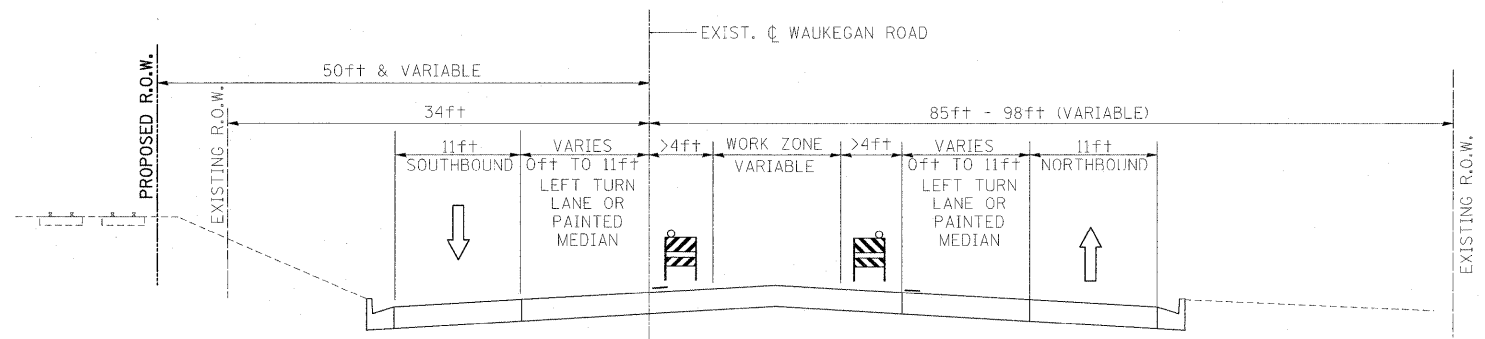 EXIST. ℄ WAUKEGAN ROAD
50ft & VARIABLE
PROPOSED R.O.W.
EXISTING R.O.W.
34ft
85ft - 98ft (VARIABLE)
11ft
SOUTHBOUND
VARIES
0ft TO 11ft
LEFT TURN
LANE OR
PAINTED
MEDIAN
>4ft
WORK ZONE
VARIABLE
>4ft
VARIES
0ft TO 11ft
LEFT TURN
LANE OR
PAINTED
MEDIAN
11ft
NORTHBOUND
EXISTING R.O.W.